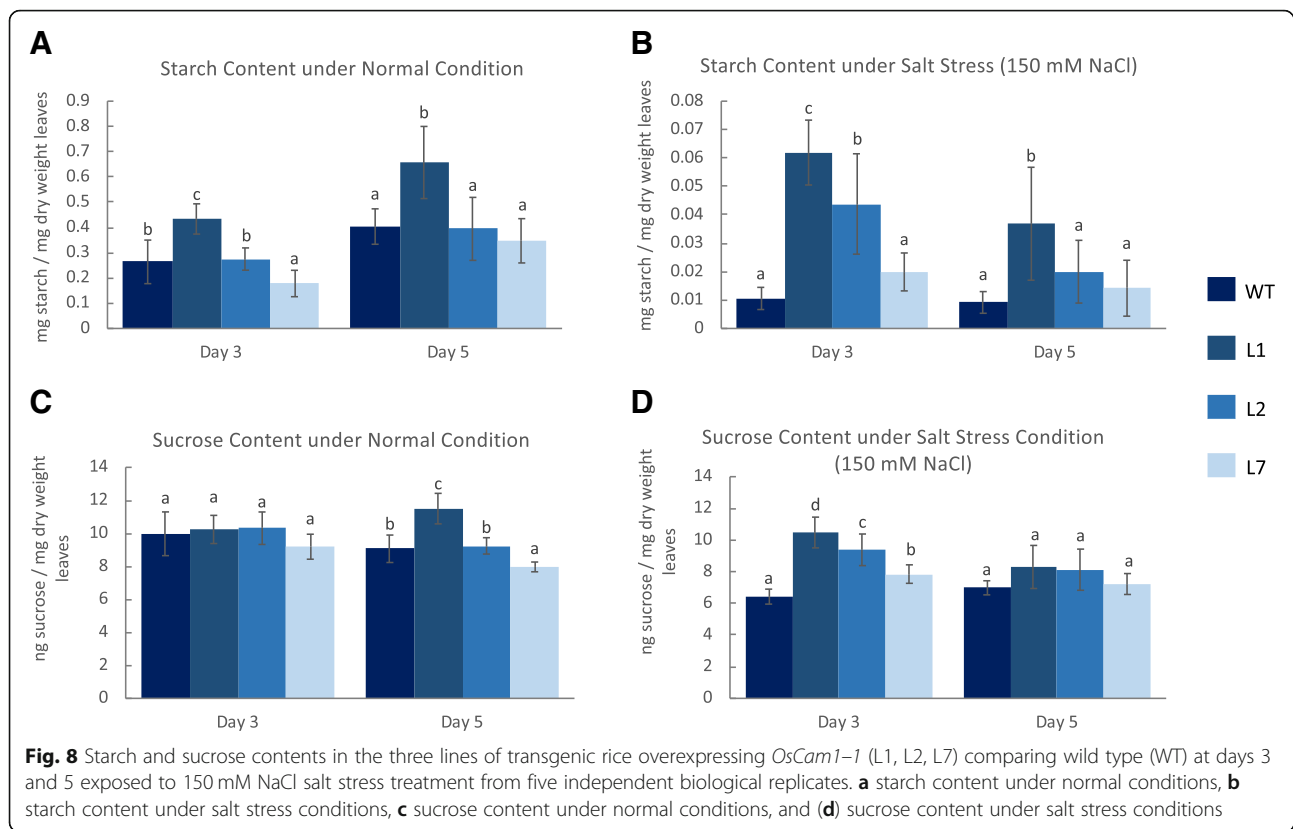 A
Starch Content under Normal Condition
mg starch / mg dry weight leaves
0.9
0.8
0.7
0.6
0.5
0.4
0.3
0.2
0.1
0
b
c
b
a
a
b
a
a
Day 3
Day 5
B
Starch Content under Salt Stress (150 mM NaCl)
mg starch / mg dry weight leaves
0.08
0.07
0.06
0.05
0.04
0.03
0.02
0.01
0
a
c
b
a
a
b
a
a
Day 3
Day 5
WT
L1
L2
L7
C
Sucrose Content under Normal Condition
ng sucrose / mg dry weight
leaves
14
12
10
8
6
4
2
0
a
a
a
a
b
c
b
a
Day 3
Day 5
D
Sucrose Content under Salt Stress Condition
(150 mM NaCl)
ng sucrose / mg dry weight
leaves
14
12
10
8
6
4
2
0
a
d
c
b
a
a
a
a
Day 3
Day 5
Fig. 8 Starch and sucrose contents in the three lines of transgenic rice overexpressing OsCam1–1 (L1, L2, L7) comparing wild type (WT) at days 3
and 5 exposed to 150 mM NaCl salt stress treatment from five independent biological replicates. a starch content under normal conditions, b
starch content under salt stress conditions, c sucrose content under normal conditions, and (d) sucrose content under salt stress conditions